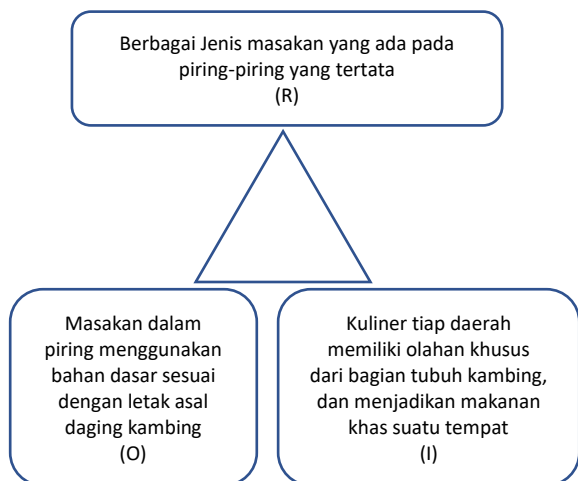 Berbagai Jenis masakan yang ada pada
piring-piring yang tertata
(R)
Masakan dalam
piring menggunakan
bahan dasar sesuai
dengan letak asal
daging kambing
(O)
Kuliner tiap daerah
memiliki olahan khusus
dari bagian tubuh kambing,
dan menjadikan makanan
khas suatu tempat
(I)